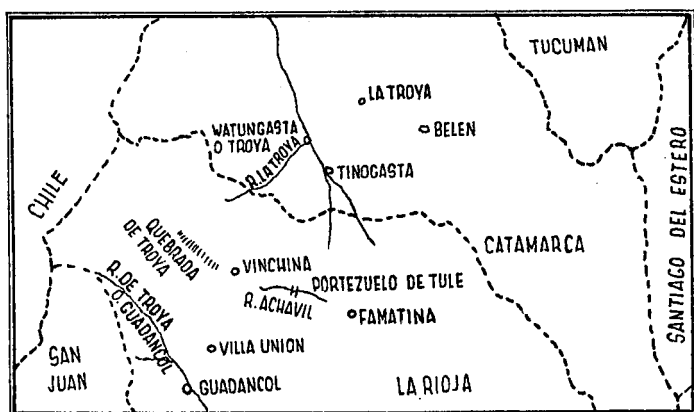 TUCUMAN
LA TROYA
BELEN
WATUNGASTA
O TROYA
R. LA TROYA
TINOGASTA
CHILE
SANTIAGO DEL ESTERO
CATAMARCA
QUEBRADA
DE TROYA
VINCHINA
PORTEZUELO DE TULE
R. ACHAVIL
FAMATINA
R. DE TROYA
O. GUADANCOL
VILLA UNION
SAN
JUAN
GUADANCOL
LA RIOJA